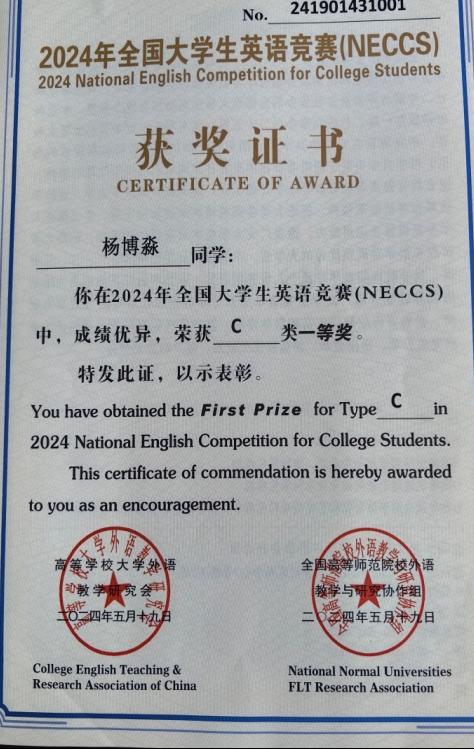 No. 241901431001
2024年全国大学生英语竞赛(NECCS)
2024 National English Competition for College Students
获奖证书
CERTIFICATE OF AWARD
杨博淼同学：
你在2024年全国大学生英语竞赛(NECCS)
中，成绩优异，荣获 C 类一等奖。
特发此证，以示表彰。
You have obtained the First Prize for Type C in
2024 National English Competition for College Students.
This certificate of commendation is hereby awarded
to you as an encouragement.
高等学校大学外语
教学研究会
二〇二四年五月十九日
College English Teaching &
Research Association of China
全国高等师范院校外语
教学与研究协作组
二〇二四年五月十九日
National Normal Universities
FLT Research Association